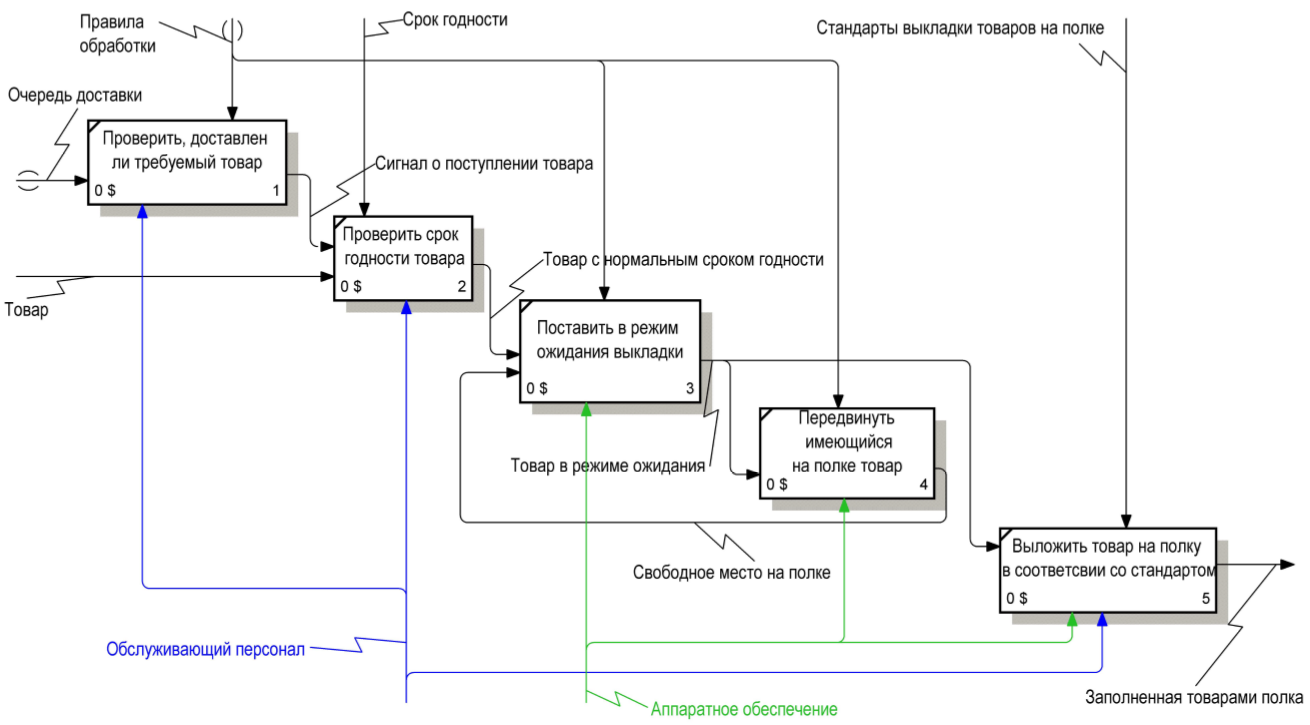 Правила
обработки
Срок годности
Стандарты выкладки товаров на полке
Очередь доставки
Проверить, доставлен
ли требуемый товар
0 $ 1
Сигнал о поступлении товара
Проверить срок
годности товара
0 $ 2
Товар
Товар с нормальным сроком годности
Поставить в режим
ожидания выкладки
0 $ 3
Передвинуть
имеющийся
на полке товар
0 $ 4
Товар в режиме ожидания
Свободное место на полке
Выложить товар на полку
в соответсвии со стандартом
0 $ 5
Обслуживающий персонал
Аппаратное обеспечение
Заполненная товарами полка